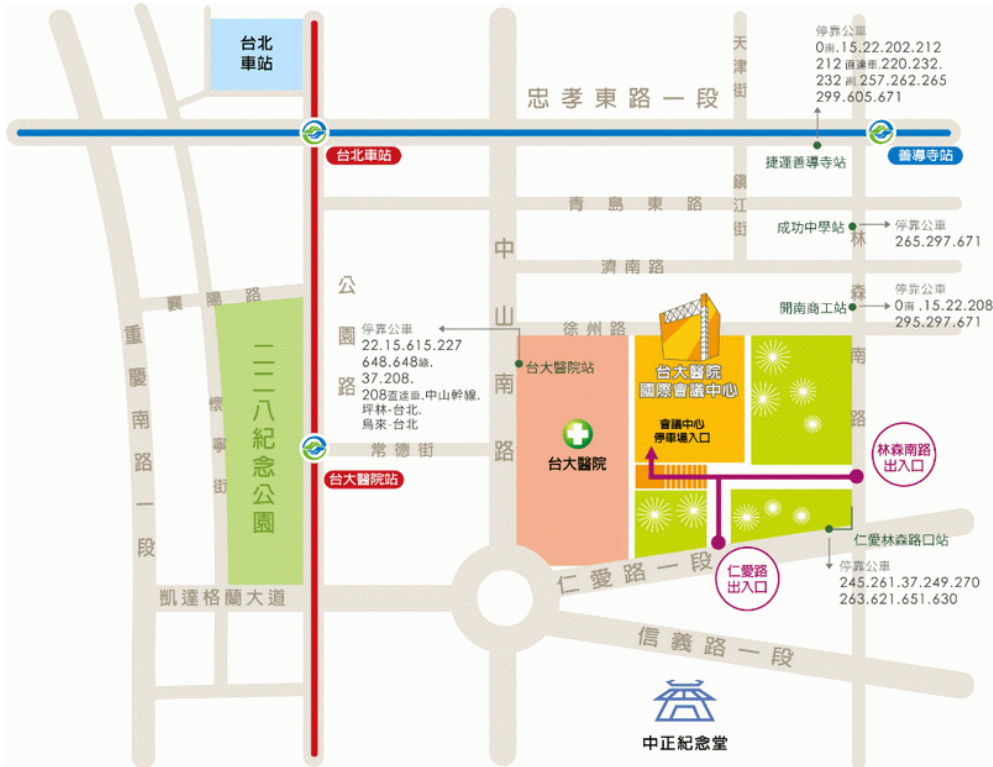 台北
車站
天津街
停靠公車
0南.15.22.202.212
212直達車.220.232.
232副.257.262.265
299.605.671
忠孝東路一段
台北車站
捷運善導寺站
善導寺站
青島東路
鎮江街
成功中學站
停靠公車
265.297.671
中山南路
濟南路
林森南路
公園路
襄陽路
停靠公車
0南.15.22.208
295.297.671
開南商工站
徐州路
重慶南路一段
停靠公車
22.15.615.227
648.648綠.
37.208.
208直達車.中山幹線.
坪林-台北.
烏來-台北
台大醫院站
台大醫院
國際會議中心
二二八紀念公園
懷寧街
會議中心
停車場入口
常德街
台大醫院
林森南路
出入口
台大醫院站
仁愛林森路口站
仁愛路一段
仁愛路
出入口
停靠公車
245.261.37.249.270
263.621.651.630
凱達格蘭大道
信義路一段
中正紀念堂